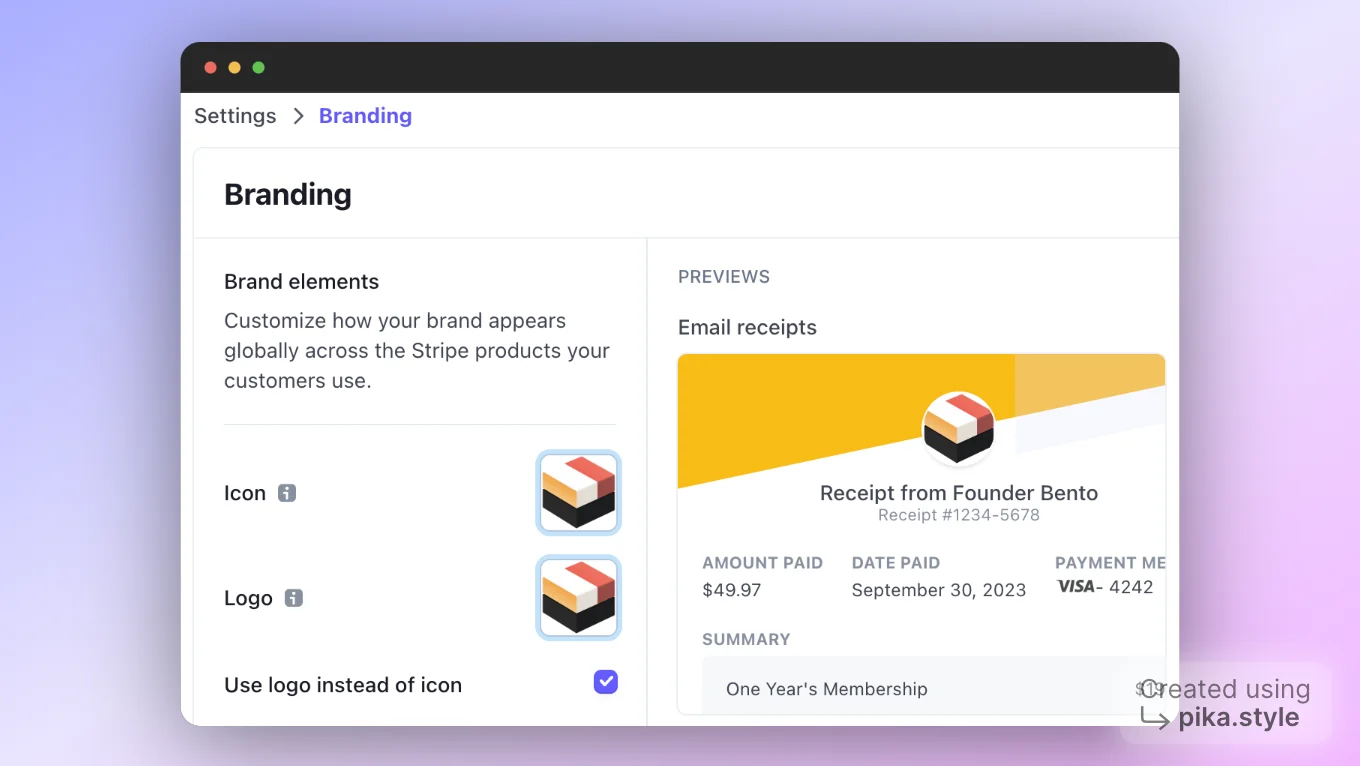 Settings > Branding
Branding
Brand elements
Customize how your brand appears
globally across the Stripe products your
customers use.
Icon
Logo
Use logo instead of icon
PREVIEWS
Email receipts
Receipt from Founder Bento
Receipt #1234-5678
AMOUNT PAID DATE PAID PAYMENT ME
$49.97 September 30, 2023 VISA - 4242
SUMMARY
One Year's Membership
Created using
pika.style